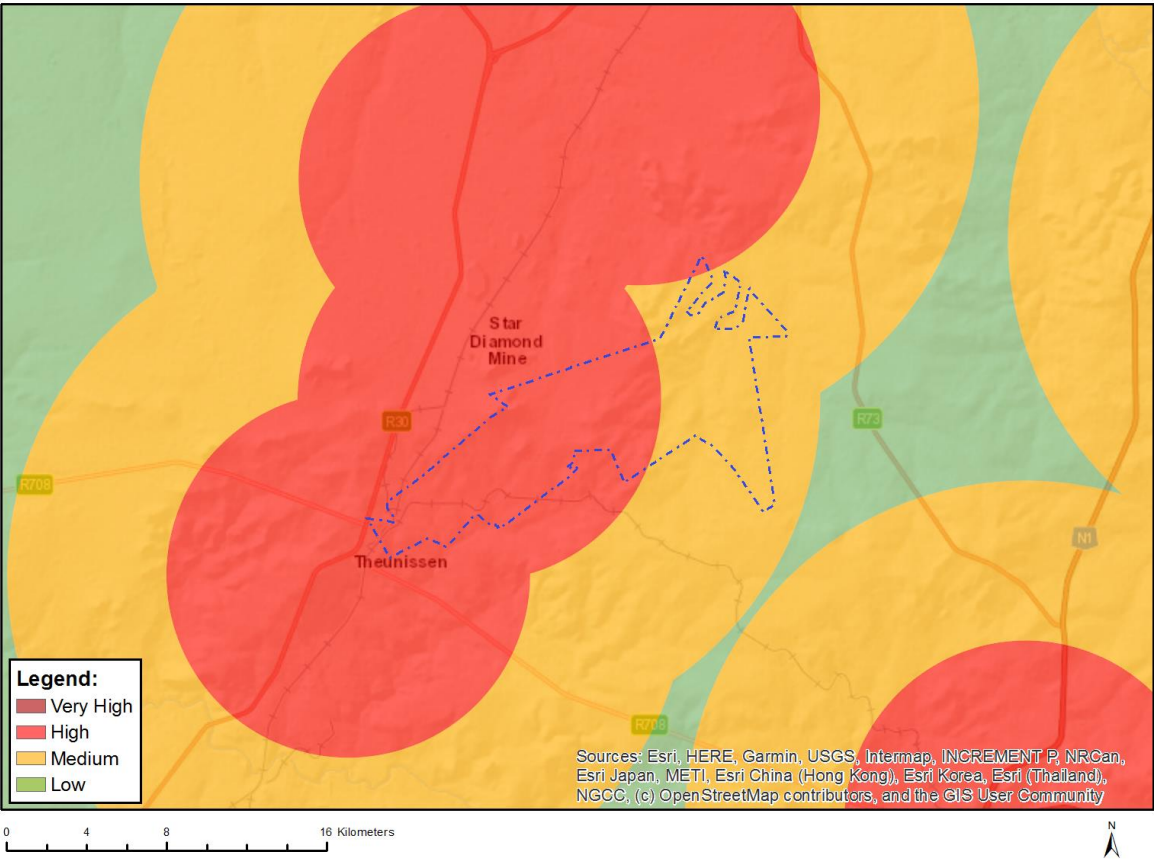 Star
Diamond
Mine
R30
R73
R708
N1
Theunissen
R708
Legend:
Very High
High
Medium
Low
Sources: Esri, HERE, Garmin, USGS, Intermap, INCREMENT P, NRCan,
Esri Japan, METI, Esri China (Hong Kong), Esri Korea, Esri (Thailand),
NGCC, (c) OpenStreetMap contributors, and the GIS User Community
0 4 8 16 Kilometers
N